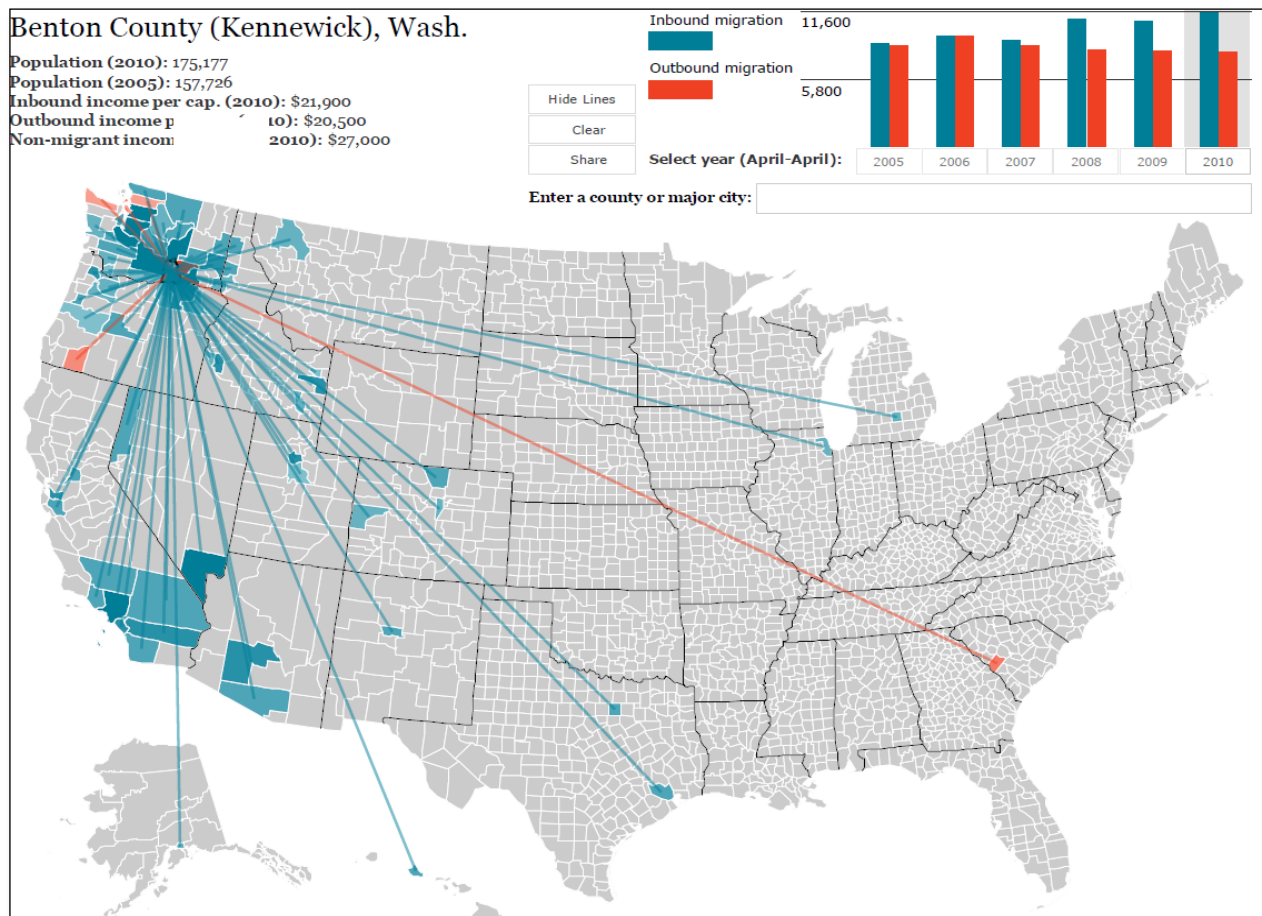 Benton County (Kennewick), Wash.
Population (2010): 175,177
Population (2005): 157,726
Inbound income per cap. (2010): $21,900
Outbound income 10): $20,500
Non-migrant 2010): $27,000
Hide Lines
Clear
Share
Inbound migration
Outbound migration
11,600
5,800
Select year (April-April):
2005 2006 2007 2008 2009 2010
Enter a county or major city: